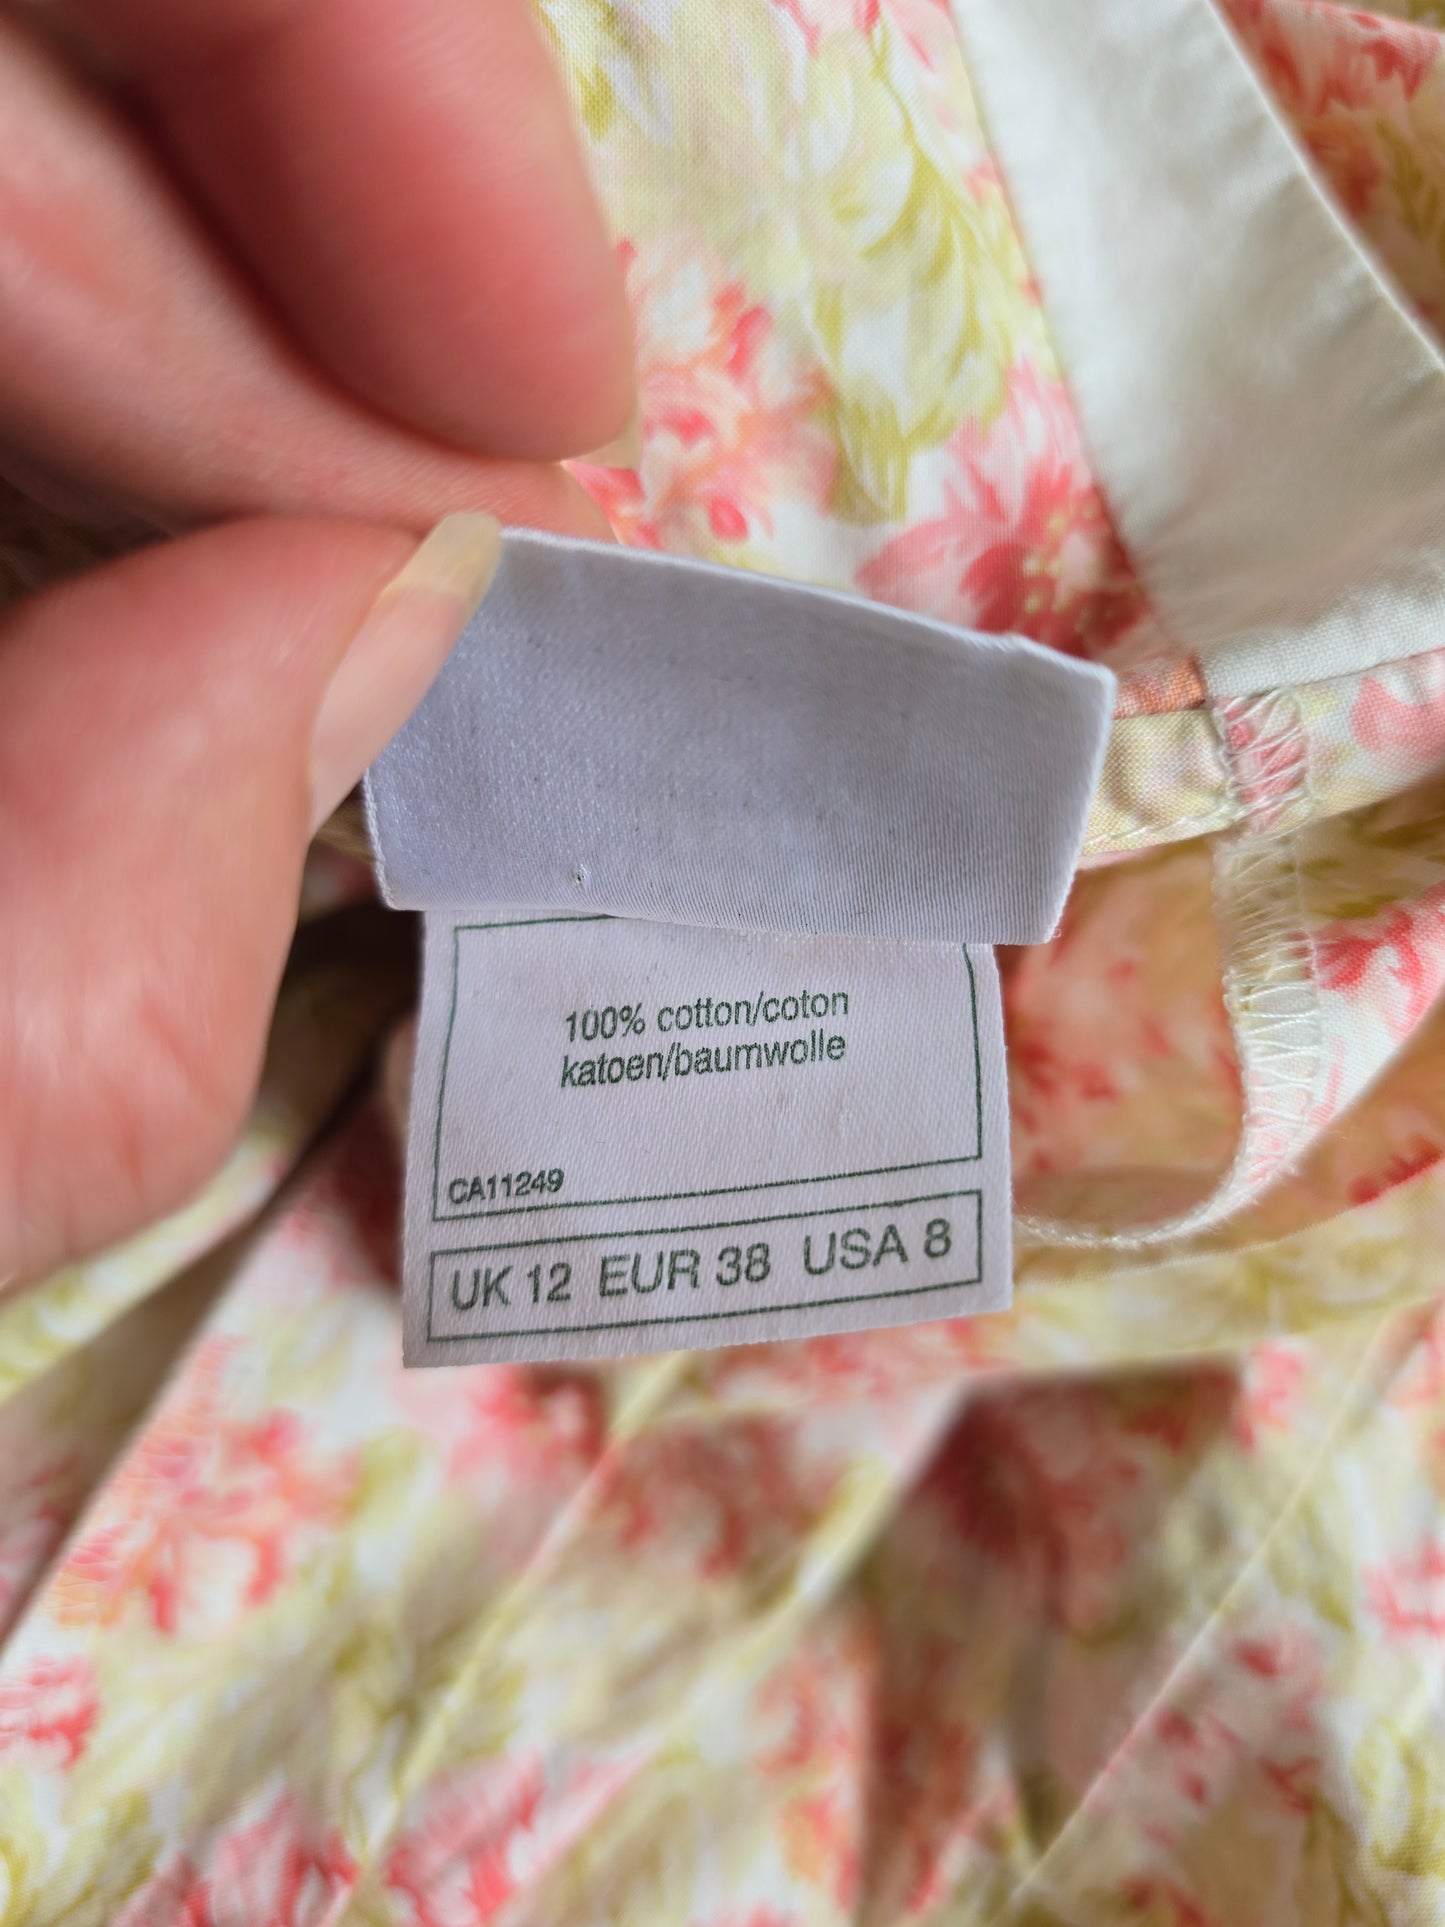 100% cotton/coton
katoen/baumwolle
CA11249
UK 12 EUR 38 USA 8